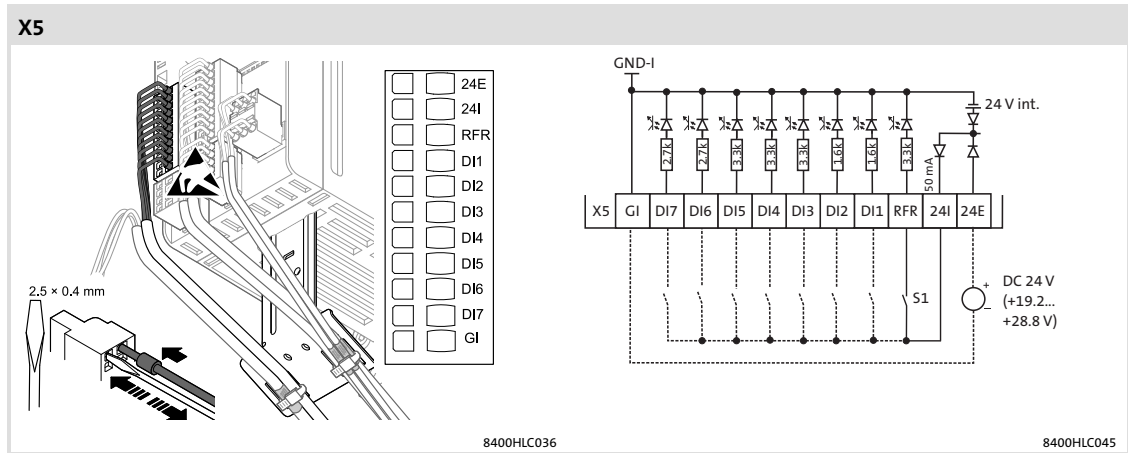 X5
24E
24I
RFR
DI1
DI2
DI3
DI4
DI5
DI6
DI7
GI
2.5 × 0.4 mm
8400HLC036
GND-I
24 V int.
2.7k
2.7k
3.3k
3.3k
3.3k
1.6k
1.6k
3.3k
50 mA
X5 GI DI7 DI6 DI5 DI4 DI3 DI2 DI1 RFR 24I 24E
S1
+
DC 24 V
(+19.2...
–
+28.8 V)
8400HLC045